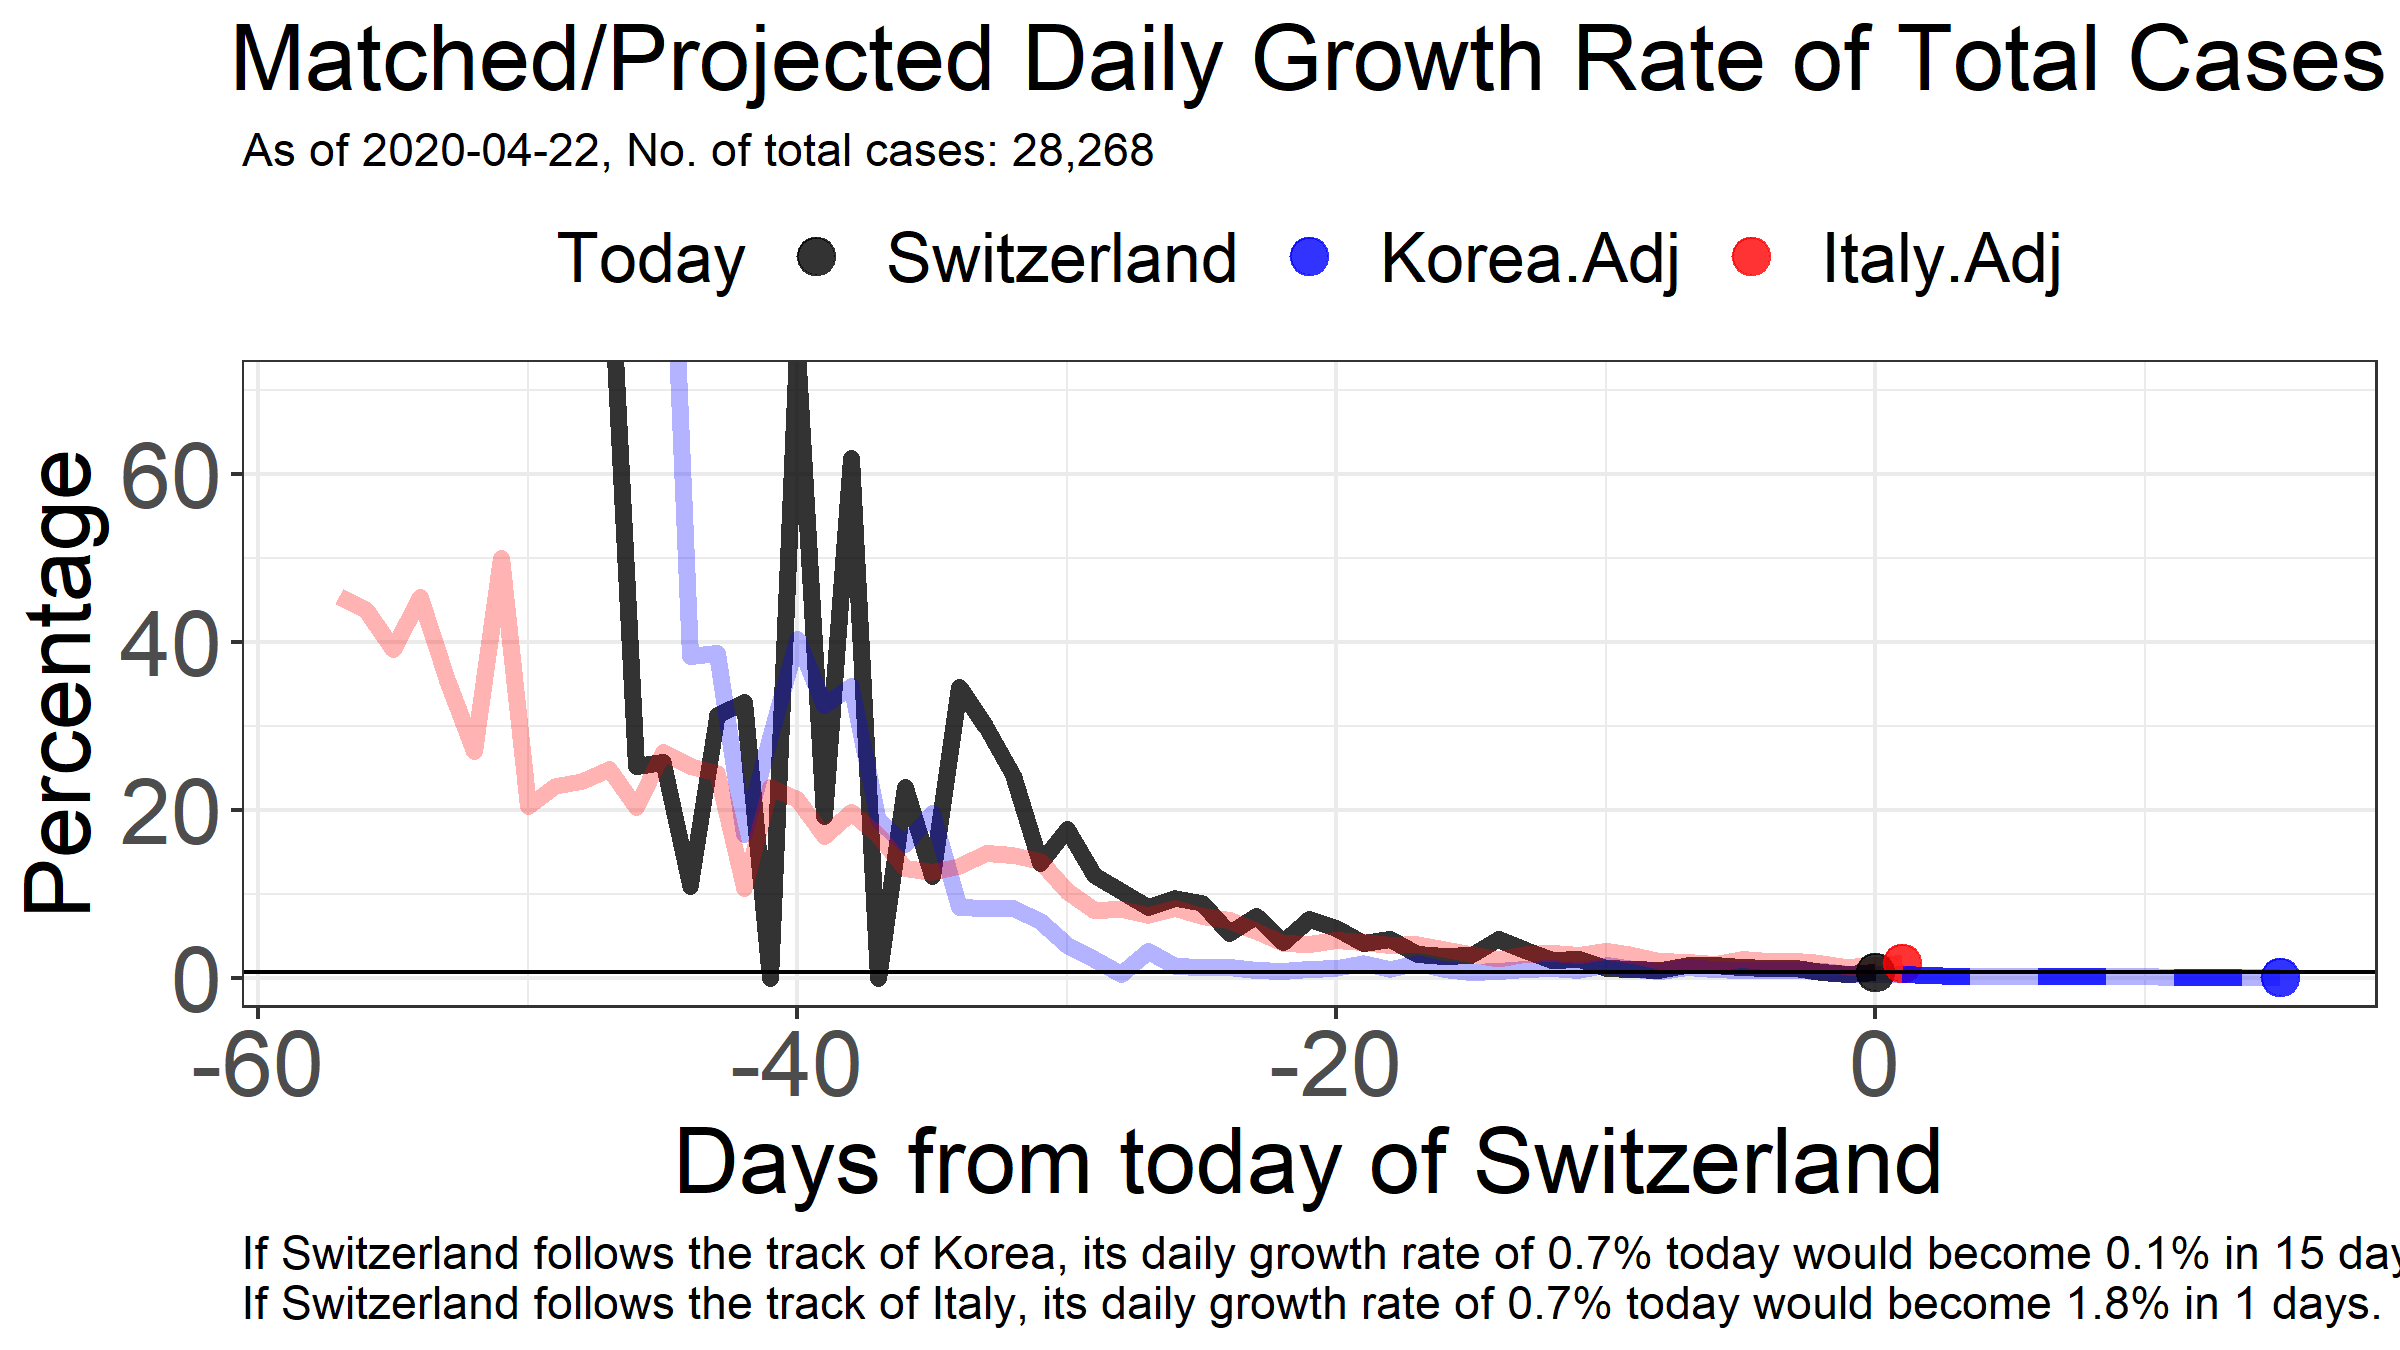 Matched/Projected Daily Growth Rate of Total Cases
As of 2020-04-22, No. of total cases: 28,268
Today Switzerland Korea.Adj Italy.Adj
Percentage
60
40
20
0
-60 -40 -20 0
Days from today of Switzerland
If Switzerland follows the track of Korea, its daily growth rate of 0.7% today would become 0.1% in 15 day
If Switzerland follows the track of Italy, its daily growth rate of 0.7% today would become 1.8% in 1 days.